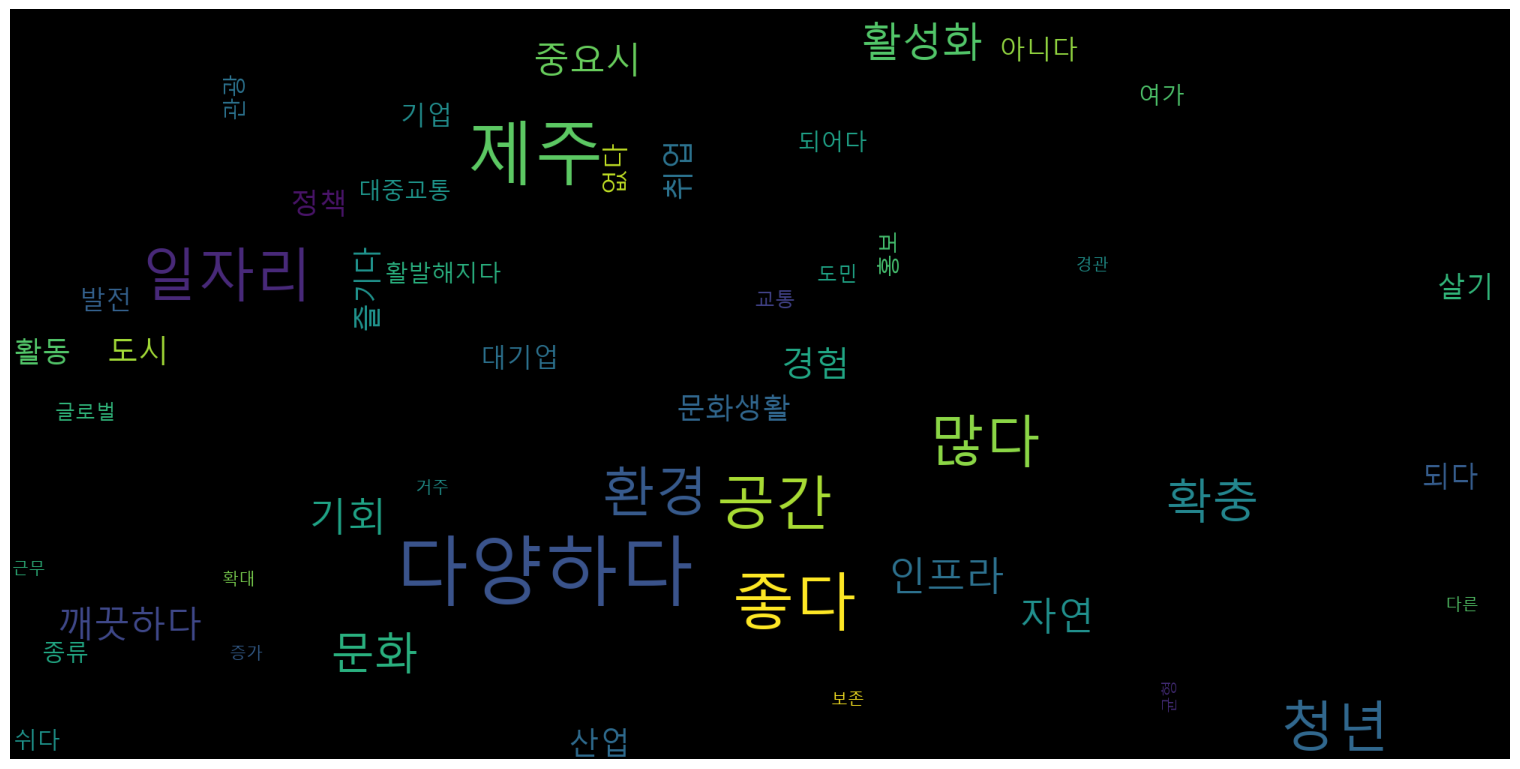 활성화
아니다
중요시
여가
관광
기업
제주
되어다
없다
취업
대중교통
정책
홍보
일자리
즐기다
활발해지다
도민
경관
살기
발전
교통
활동
도시
대기업
경험
글로벌
문화생활
많다
환경
공간
확충
되다
거주
기회
다양하다
좋다
인프라
자연
근무
확대
다른
깨끗하다
종류
증가
문화
보존
균형
청년
쉬다
산업